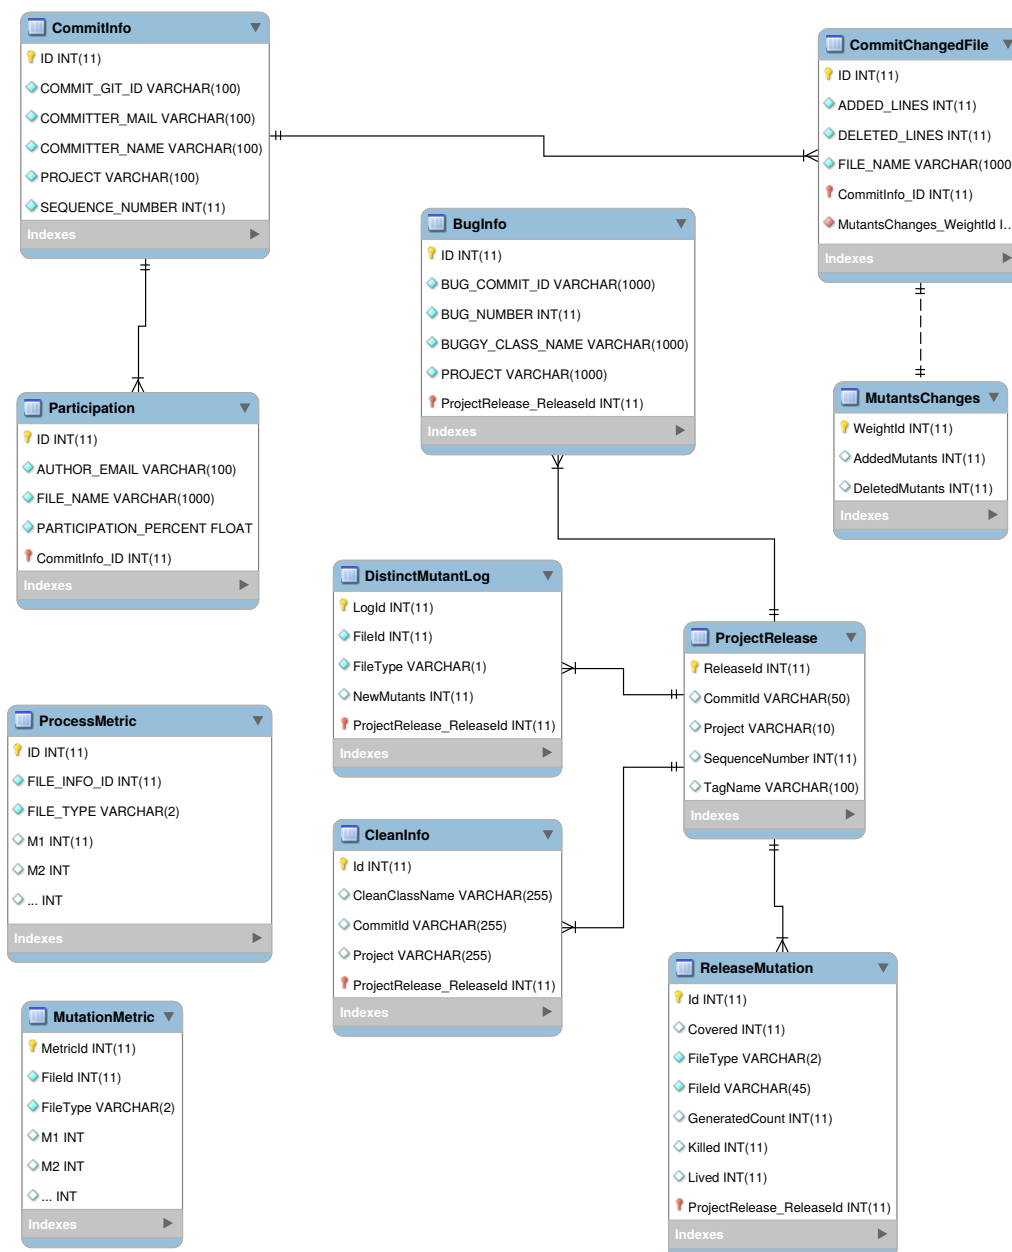 CommitInfo
ID INT(11)
COMMIT_GIT_ID VARCHAR(100)
COMMITTER_MAIL VARCHAR(100)
COMMITTER_NAME VARCHAR(100)
PROJECT VARCHAR(100)
SEQUENCE_NUMBER INT(11)
Indexes
CommitChangedFile
ID INT(11)
ADDED_LINES INT(11)
DELETED_LINES INT(11)
FILE_NAME VARCHAR(1000
CommitInfo_ID INT(11)
MutantsChanges_WeightId I...
Indexes
BugInfo
ID INT(11)
BUG_COMMIT_ID VARCHAR(1000)
BUG_NUMBER INT(11)
BUGGY_CLASS_NAME VARCHAR(1000)
PROJECT VARCHAR(1000)
ProjectRelease_ReleaseId INT(11)
Indexes
Participation
ID INT(11)
AUTHOR_EMAIL VARCHAR(100)
FILE_NAME VARCHAR(1000)
PARTICIPATION_PERCENT FLOAT
CommitInfo_ID INT(11)
Indexes
MutantsChanges
WeightId INT(11)
AddedMutants INT(11)
DeletedMutants INT(11)
Indexes
DistinctMutantLog
LogId INT(11)
FileId INT(11)
FileType VARCHAR(1)
NewMutants INT(11)
ProjectRelease_ReleaseId INT(11)
Indexes
ProjectRelease
ReleaseId INT(11)
CommitId VARCHAR(50)
Project VARCHAR(10)
SequenceNumber INT(11)
TagName VARCHAR(100)
Indexes
ProcessMetric
ID INT(11)
FILE_INFO_ID INT(11)
FILE_TYPE VARCHAR(2)
M1 INT(11)
M2 INT
... INT
Indexes
CleanInfo
Id INT(11)
CleanClassName VARCHAR(255)
CommitId VARCHAR(255)
Project VARCHAR(255)
ProjectRelease_ReleaseId INT(11)
Indexes
ReleaseMutation
Id INT(11)
Covered INT(11)
FileType VARCHAR(2)
FileId VARCHAR(45)
GeneratedCount INT(11)
Killed INT(11)
Lived INT(11)
ProjectRelease_ReleaseId INT(11)
Indexes
MutationMetric
MetricId INT(11)
FileId INT(11)
FileType VARCHAR(2)
M1 INT
M2 INT
... INT
Indexes